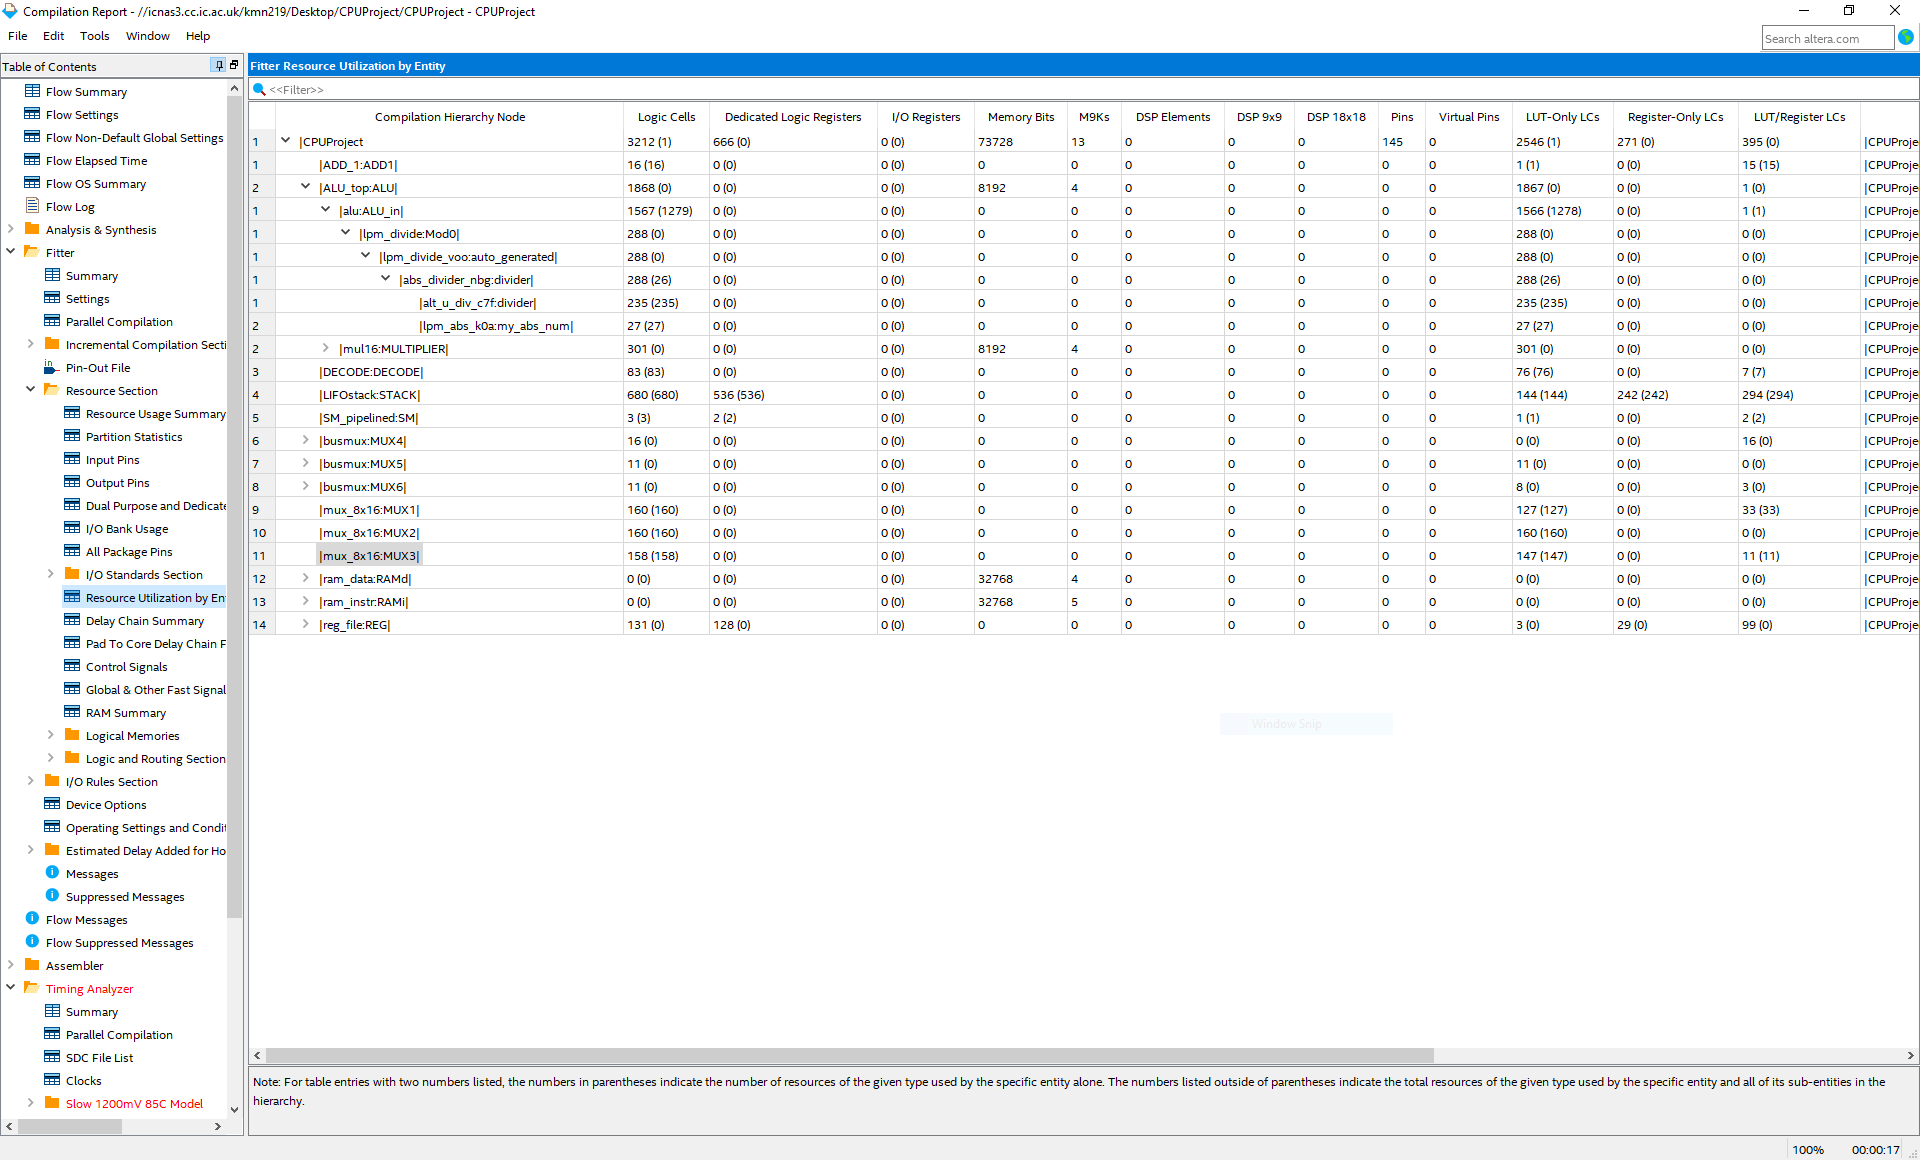 Compilation Report - //icnas3.cc.ic.ac.uk/kmn219/Desktop/CPUProject/CPUProject - CPUProject
File Edit Tools Window Help
Search altera.com
Table of Contents
Flow Summary
Flow Settings
Flow Non-Default Global Settings
Flow Elapsed Time
Flow OS Summary
Flow Log
Analysis & Synthesis
Fitter
Summary
Settings
Parallel Compilation
Incremental Compilation Secti
Pin-Out File
Resource Section
Resource Usage Summary
Partition Statistics
Input Pins
Output Pins
Dual Purpose and Dedicate
I/O Bank Usage
All Package Pins
I/O Standards Section
Resource Utilization by En
Delay Chain Summary
Pad To Core Delay Chain F
Control Signals
Global & Other Fast Signal
RAM Summary
Logical Memories
Logic and Routing Section
I/O Rules Section
Device Options
Operating Settings and Condit
Estimated Delay Added for Ho
Messages
Suppressed Messages
Flow Messages
Flow Suppressed Messages
Assembler
Timing Analyzer
Summary
Parallel Compilation
SDC File List
Clocks
Slow 1200mV 85C Model
Fitter Resource Utilization by Entity
<<Filter>>
Compilation Hierarchy Node Logic Cells Dedicated Logic Registers I/O Registers Memory Bits M9Ks DSP Elements DSP 9x9 DSP 18x18 Pins Virtual Pins LUT-Only LCs Register-Only LCs LUT/Register LCs
1 |CPUProject 3212 (1) 666 (0) 0 (0) 73728 13 0 0 0 145 0 2546 (1) 271 (0) 395 (0) |CPUProje
1 |ADD_1:ADD1| 16 (16) 0 (0) 0 (0) 0 0 0 0 0 0 0 1 (1) 0 (0) 15 (15) |CPUProje
2 |ALU_top:ALU| 1868 (0) 0 (0) 0 (0) 8192 4 0 0 0 0 0 1867 (0) 0 (0) 1 (0) |CPUProje
1 |alu:ALU_in| 1567 (1279) 0 (0) 0 (0) 0 0 0 0 0 0 0 1566 (1278) 0 (0) 1 (1) |CPUProje
1 |lpm_divide:Mod0| 288 (0) 0 (0) 0 (0) 0 0 0 0 0 0 0 288 (0) 0 (0) 0 (0) |CPUProje
1 |lpm_divide_voo:auto_generated| 288 (0) 0 (0) 0 (0) 0 0 0 0 0 0 0 288 (0) 0 (0) 0 (0) |CPUProje
1 |abs_divider_nbg:divider| 288 (26) 0 (0) 0 (0) 0 0 0 0 0 0 0 288 (26) 0 (0) 0 (0) |CPUProje
1 |alt_u_div_c7f:divider| 235 (235) 0 (0) 0 (0) 0 0 0 0 0 0 0 235 (235) 0 (0) 0 (0) |CPUProje
2 |lpm_abs_k0a:my_abs_num| 27 (27) 0 (0) 0 (0) 0 0 0 0 0 0 0 27 (27) 0 (0) 0 (0) |CPUProje
2 |mul16:MULTIPLIER| 301 (0) 0 (0) 0 (0) 8192 4 0 0 0 0 0 301 (0) 0 (0) 0 (0) |CPUProje
3 |DECODE:DECODE| 83 (83) 0 (0) 0 (0) 0 0 0 0 0 0 0 76 (76) 0 (0) 7 (7) |CPUProje
4 |LIFOstack:STACK| 680 (680) 536 (536) 0 (0) 0 0 0 0 0 0 0 144 (144) 242 (242) 294 (294) |CPUProje
5 |SM_pipelined:SM| 3 (3) 2 (2) 0 (0) 0 0 0 0 0 0 0 1 (1) 0 (0) 2 (2) |CPUProje
6 |busmux:MUX4| 16 (0) 0 (0) 0 (0) 0 0 0 0 0 0 0 0 (0) 0 (0) 16 (0) |CPUProje
7 |busmux:MUX5| 11 (0) 0 (0) 0 (0) 0 0 0 0 0 0 0 11 (0) 0 (0) 0 (0) |CPUProje
8 |busmux:MUX6| 11 (0) 0 (0) 0 (0) 0 0 0 0 0 0 0 8 (0) 0 (0) 3 (0) |CPUProje
9 |mux_8x16:MUX1| 160 (160) 0 (0) 0 (0) 0 0 0 0 0 0 0 127 (127) 0 (0) 33 (33) |CPUProje
10 |mux_8x16:MUX2| 160 (160) 0 (0) 0 (0) 0 0 0 0 0 0 0 160 (160) 0 (0) 0 (0) |CPUProje
11 |mux_8x16:MUX3| 158 (158) 0 (0) 0 (0) 0 0 0 0 0 0 0 147 (147) 0 (0) 11 (11) |CPUProje
12 |ram_data:RAMd| 0 (0) 0 (0) 0 (0) 32768 4 0 0 0 0 0 0 (0) 0 (0) 0 (0) |CPUProje
13 |ram_instr:RAMi| 0 (0) 0 (0) 0 (0) 32768 5 0 0 0 0 0 0 (0) 0 (0) 0 (0) |CPUProje
14 |reg_file:REG| 131 (0) 128 (0) 0 (0) 0 0 0 0 0 0 0 3 (0) 29 (0) 99 (0) |CPUProje
Window Snip
Note: For table entries with two numbers listed, the numbers in parentheses indicate the number of resources of the given type used by the specific entity alone. The numbers listed outside of parentheses indicate the total resources of the given type used by the specific entity and all of its sub-entities in the
hierarchy.
100% 00:00:17